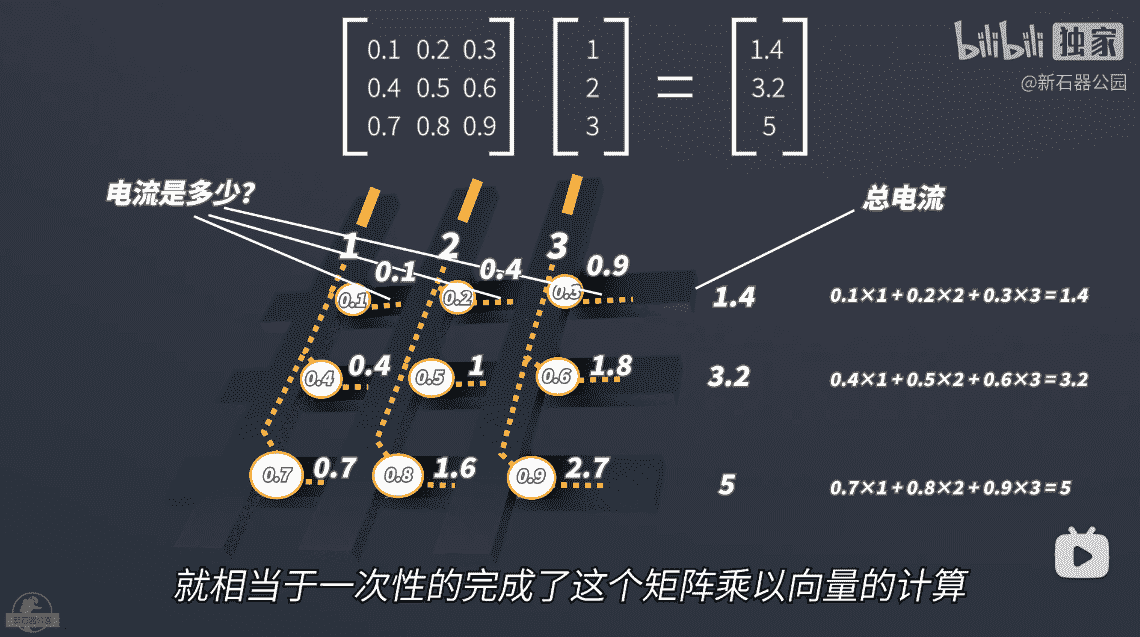 0.1 0.2 0.3 1 1.4
0.4 0.5 0.6 2 = 3.2
0.7 0.8 0.9 3 5
bilibili 独家
@新石器公园
电流是多少？
总电流
1 2 3
0.1 0.4 0.9
0.1 0.2 0.3 1.4 0.1×1+0.2×2+0.3×3=1.4
0.4 1 1.8
0.4 0.5 0.6 3.2 0.4×1+0.5×2+0.6×3=3.2
0.7 1.6 2.7
0.7 0.8 0.9 5 0.7×1+0.8×2+0.9×3=5
就相当于一次性的完成了这个矩阵乘以向量的计算
新石器公园